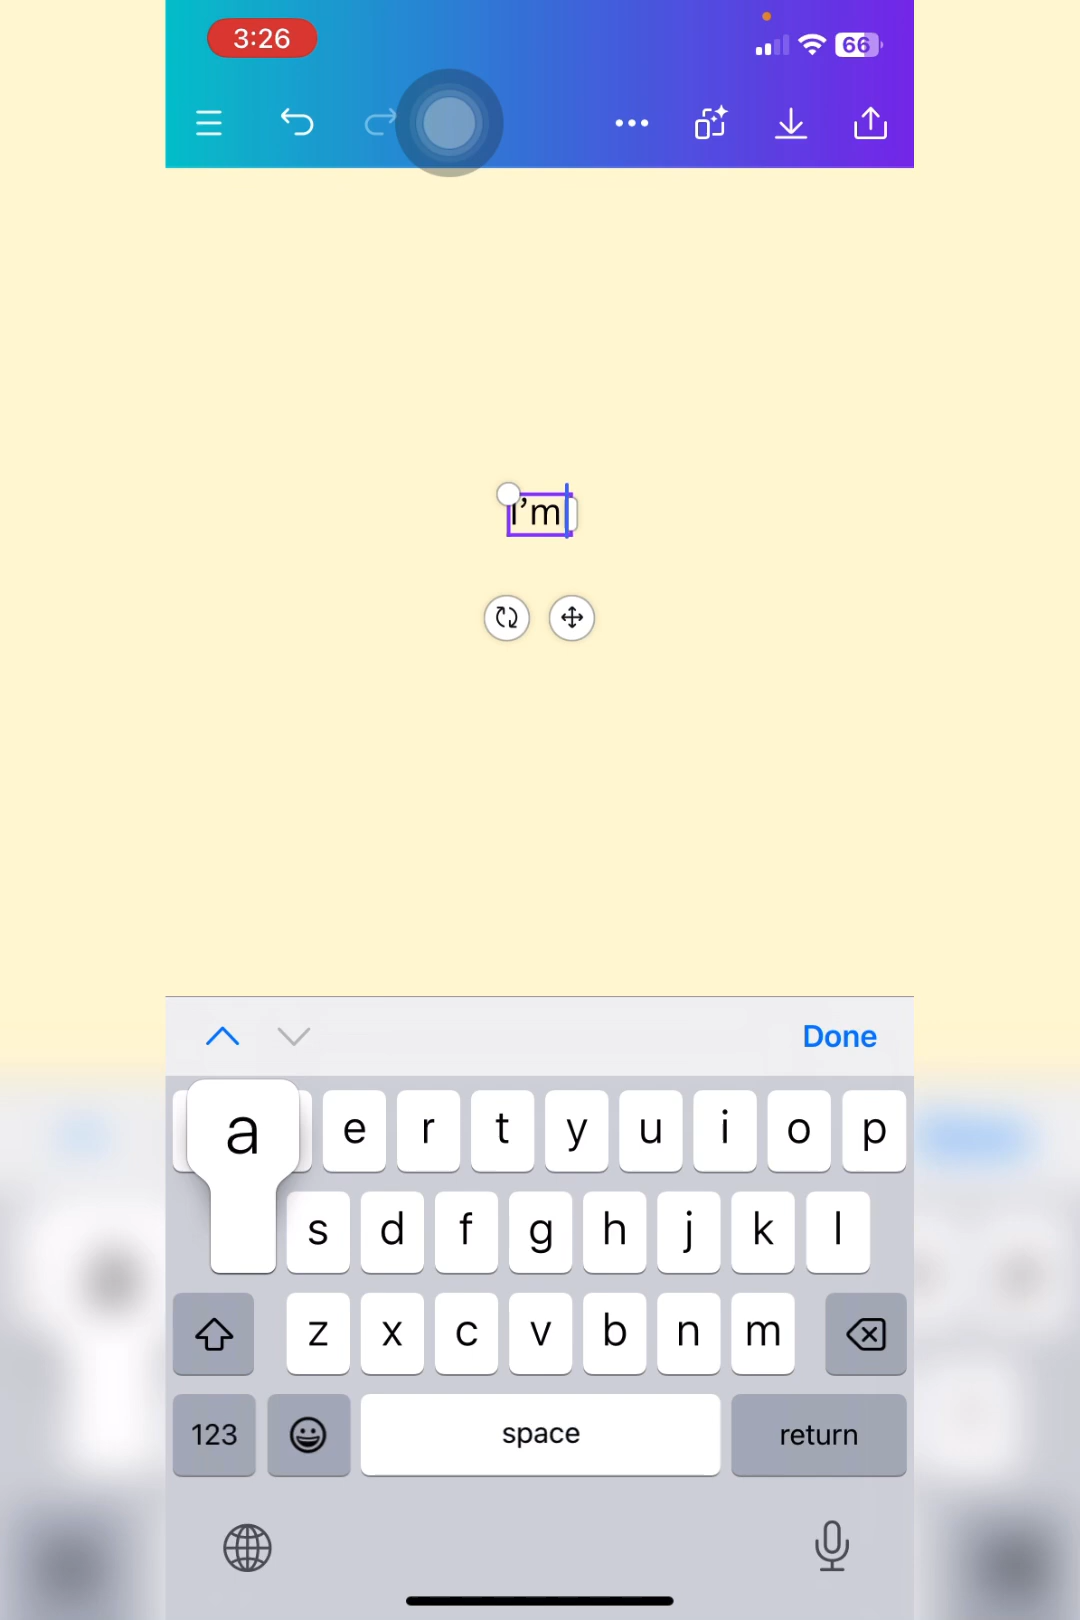 3:26
66
I’m
Done
a
e r t y u i o p
s d f g h j k l
z x c v b n m
123
space
return